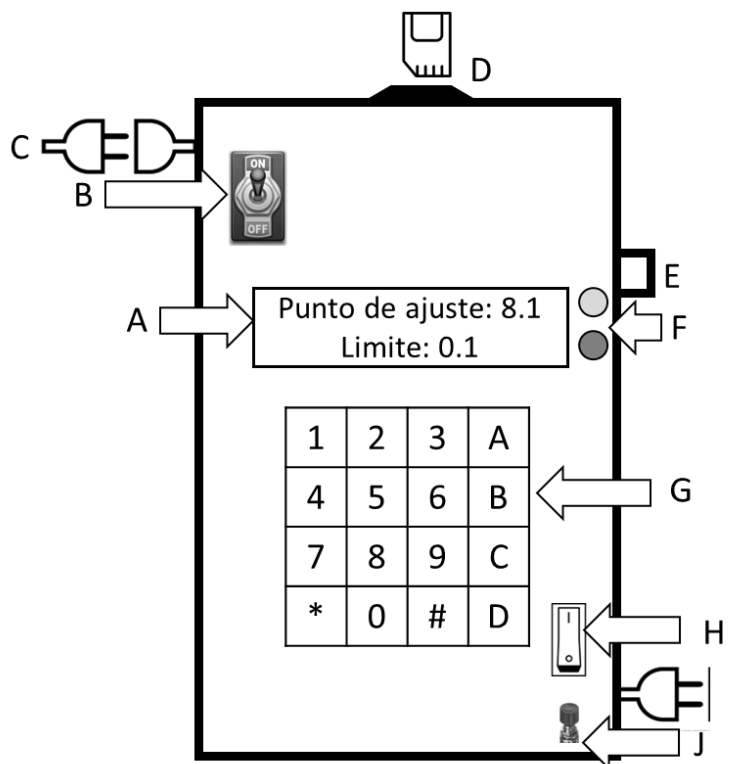 D
C
ON
B
OFF
E
A
Punto de ajuste: 8.1
Limite: 0.1
F
1 2 3 A
4 5 6 B
G
7 8 9 C
* 0 # D
H
J